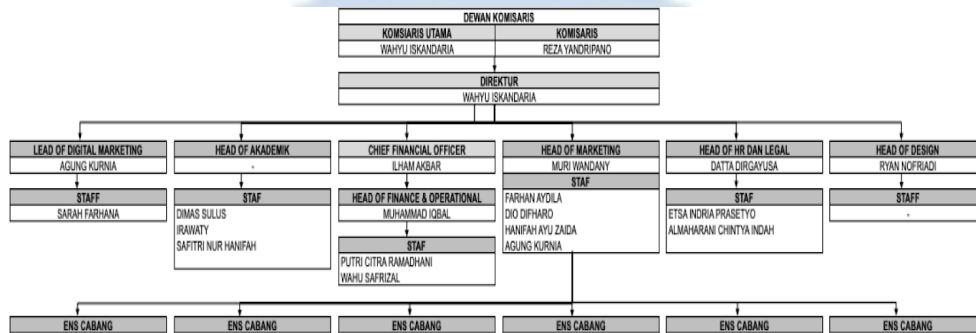 DEWAN KOMISARIS
KOMSIARIS UTAMA
KOMISARIS
WAHYU ISKANDARIA
REZA YANDRIPANO
DIREKTUR
WAHYU ISKANDARIA
LEAD OF DIGITAL MARKETING
AGUNG KURNIA
STAFF
SARAH FARHANA
HEAD OF AKADEMIK
-
STAF
DIMAS SULUS
IRAWATY
SAFITRI NUR HANIFAH
CHIEF FINANCIAL OFFICER
ILHAM AKBAR
HEAD OF FINANCE & OPERATIONAL
MUHAMMAD IQBAL
STAF
PUTRI CITRA RAMADHANI
WAHU SAFRIZAL
HEAD OF MARKETING
MURI WANDANY
STAF
FARHAN AYDILA
DIO DIFHARO
HANIFAH AYU ZAIDA
AGUNG KURNIA
HEAD OF HR DAN LEGAL
DATTA DIRGAYUSA
STAF
ETSA INDRIA PRASETYO
ALMAHARANI CHINTYA INDAH
HEAD OF DESIGN
RYAN NOFRIADI
STAFF
-
ENS CABANG
ENS CABANG
ENS CABANG
ENS CABANG
ENS CABANG
ENS CABANG